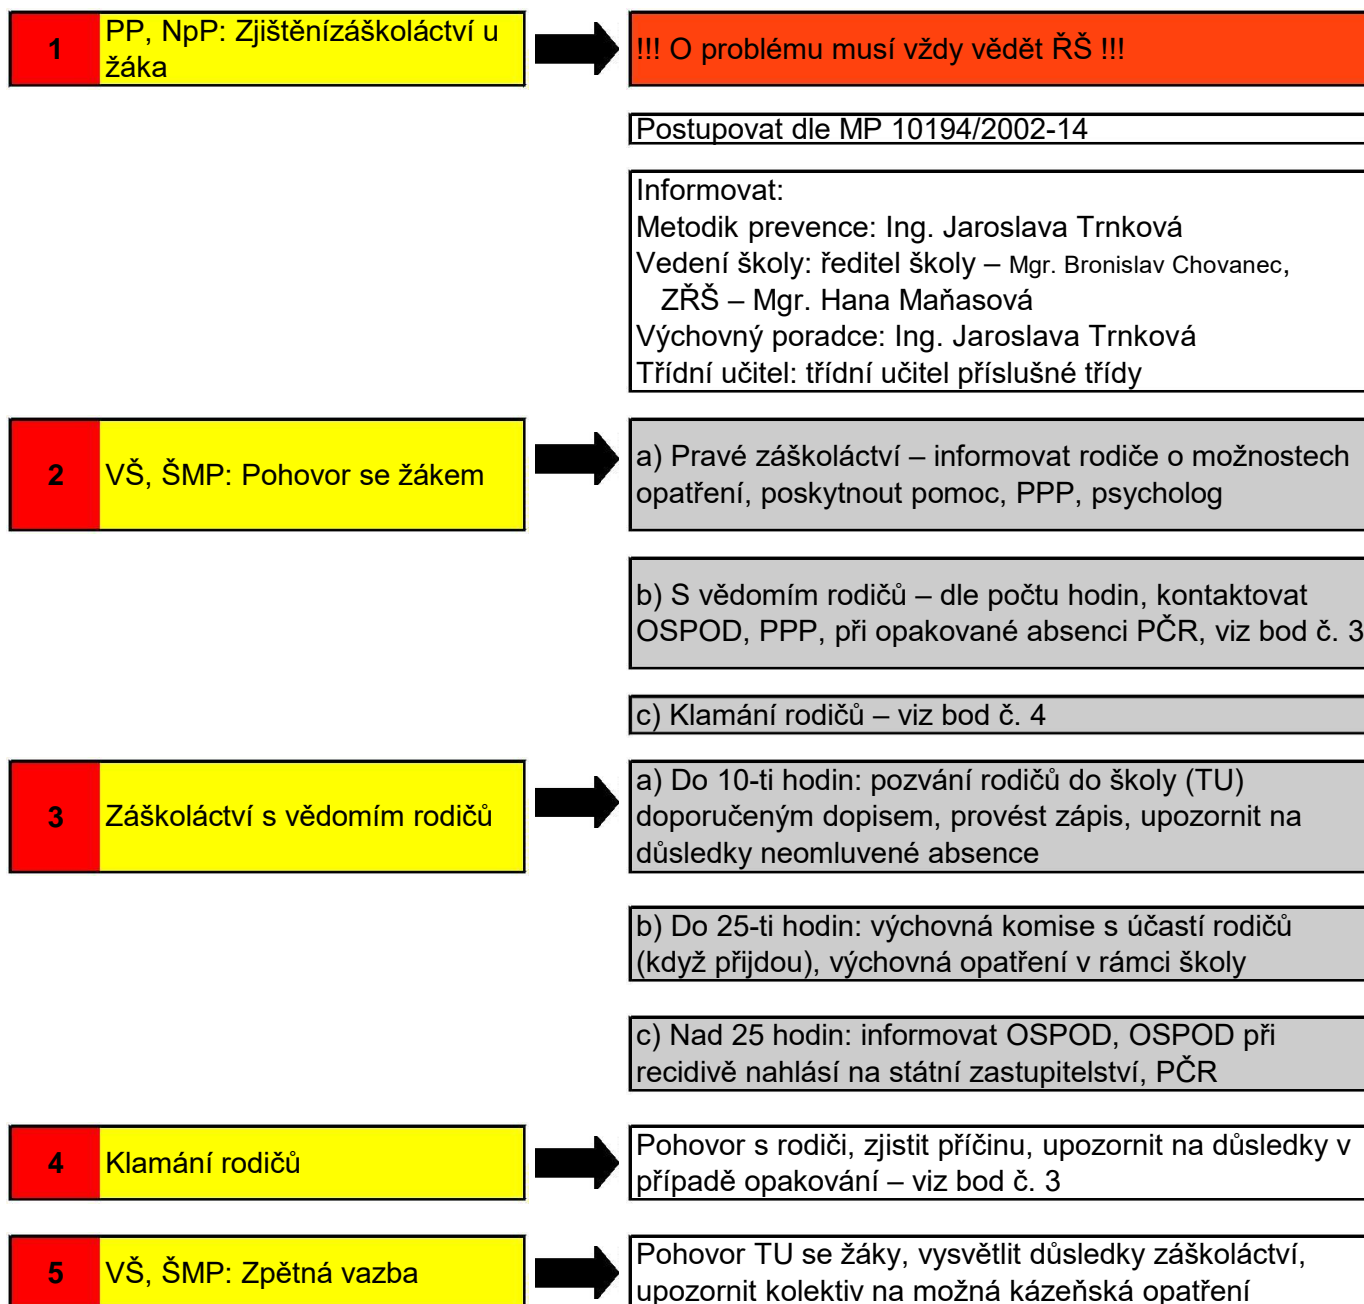 1
PP, NpP: Zjištěnízáškoláctví u
žáka
!!! O problému musí vždy vědět ŘŠ !!!
Postupovat dle MP 10194/2002-14
Informovat:
Metodik prevence: Ing. Jaroslava Trnková
Vedení školy: ředitel školy – Mgr. Bronislav Chovanec,
ZŘŠ – Mgr. Hana Maňasová
Výchovný poradce: Ing. Jaroslava Trnková
Třídní učitel: třídní učitel příslušné třídy
2
VŠ, ŠMP: Pohovor se žákem
a) Pravé záškoláctví – informovat rodiče o možnostech
opatření, poskytnout pomoc, PPP, psycholog
b) S vědomím rodičů – dle počtu hodin, kontaktovat
OSPOD, PPP, při opakované absenci PČR, viz bod č. 3
c) Klamání rodičů – viz bod č. 4
3
Záškoláctví s vědomím rodičů
a) Do 10-ti hodin: pozvání rodičů do školy (TU)
doporučeným dopisem, provést zápis, upozornit na
důsledky neomluvené absence
b) Do 25-ti hodin: výchovná komise s účastí rodičů
(když přijdou), výchovná opatření v rámci školy
c) Nad 25 hodin: informovat OSPOD, OSPOD při
recidivě nahlásí na státní zastupitelství, PČR
4
Klamání rodičů
Pohovor s rodiči, zjistit příčinu, upozornit na důsledky v
případě opakování – viz bod č. 3
5
VŠ, ŠMP: Zpětná vazba
Pohovor TU se žáky, vysvětlit důsledky záškoláctví,
upozornit kolektiv na možná kázeňská opatření